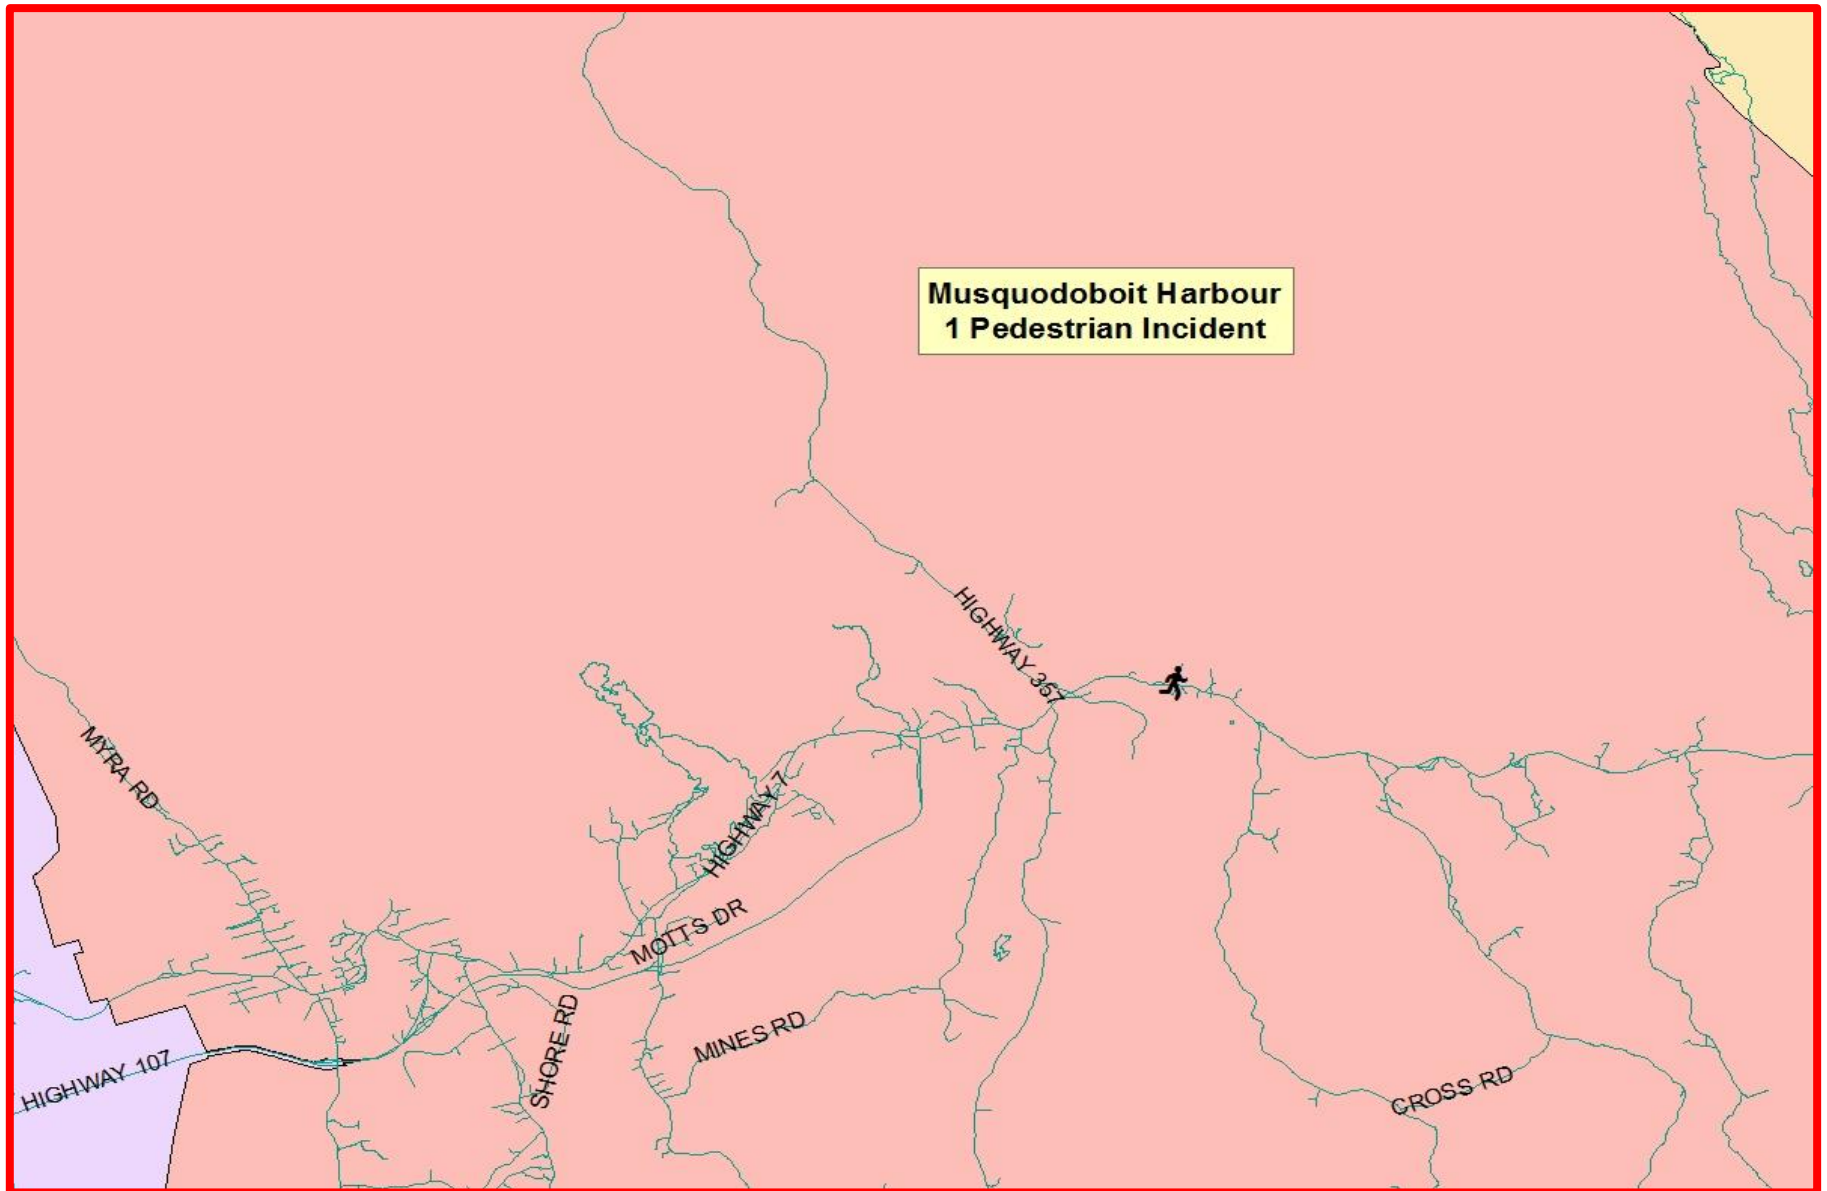 Musquodoboit Harbour
1 Pedestrian Incident
HIGHWAY 357
MYRA RD
HIGHWAY 7
MOTTS DR
SHORE RD
MINES RD
HIGHWAY 107
CROSS RD